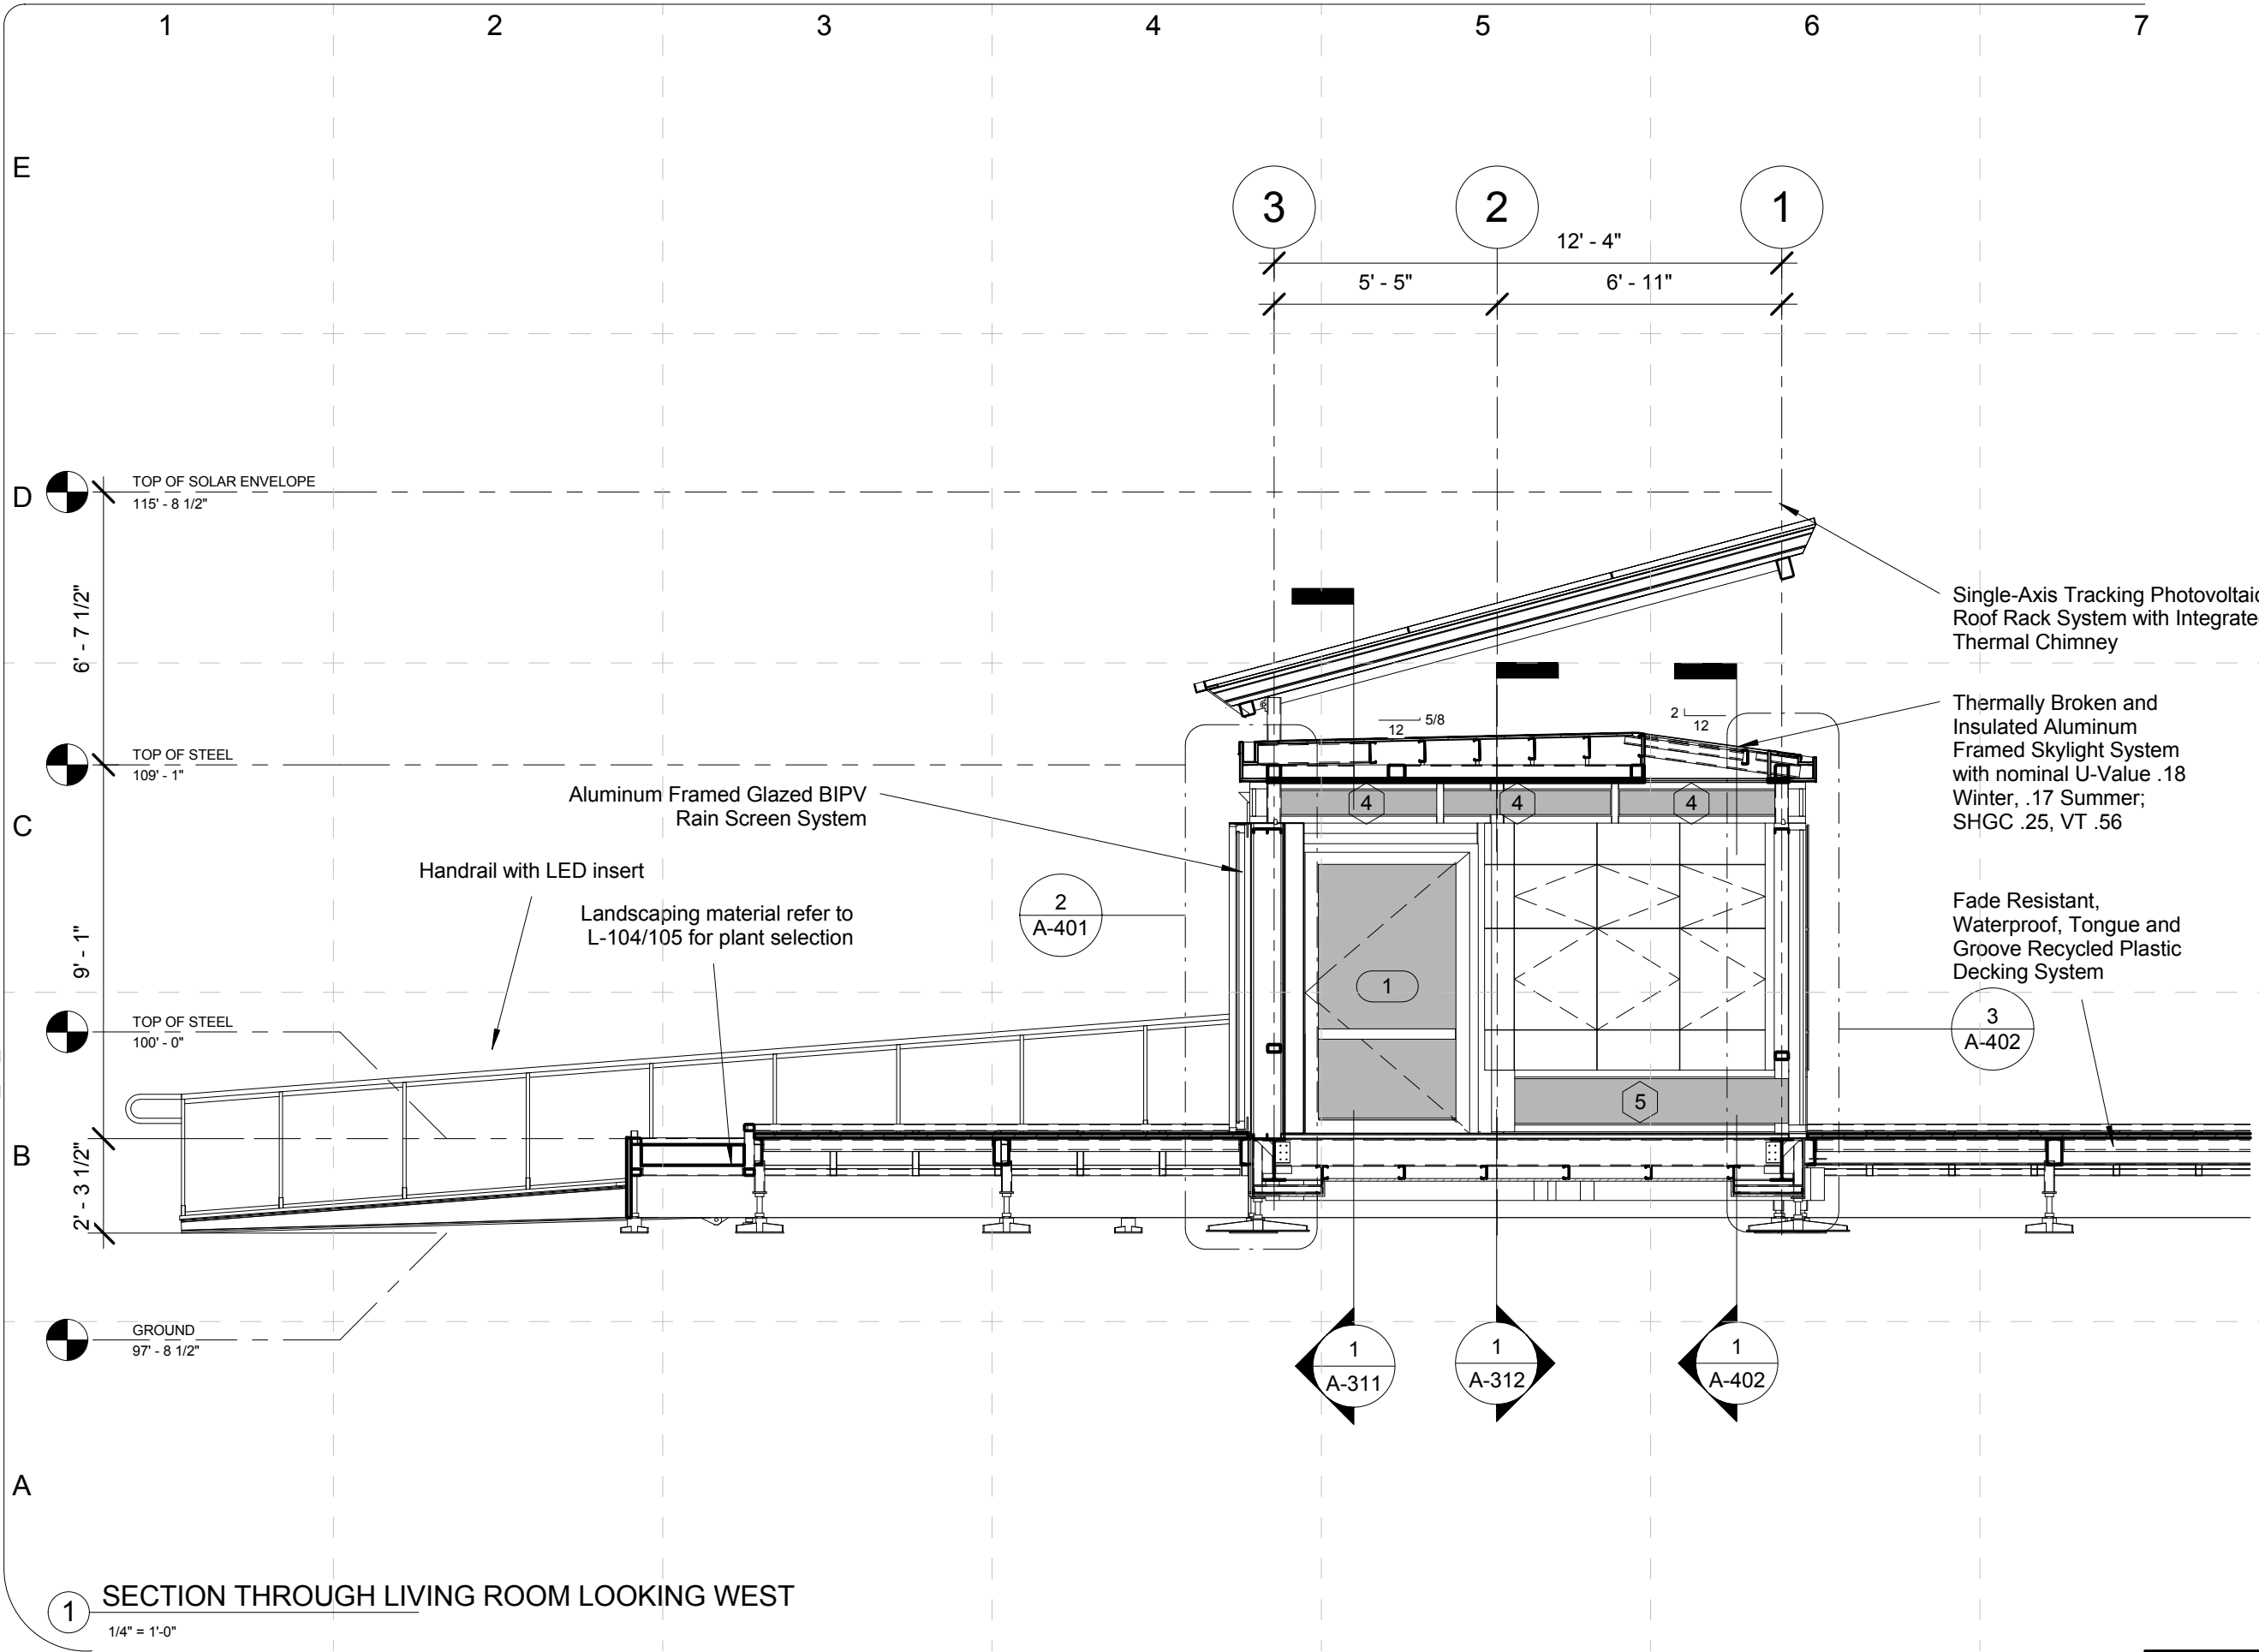 1 2 3 4 5 6 7
E
3 2 1
12' - 4"
5' - 5" 6' - 11"
D
TOP OF SOLAR ENVELOPE
115' - 8 1/2"
6' - 7 1/2"
Single-Axis Tracking Photovoltaic
Roof Rack System with Integrate
Thermal Chimney
Thermally Broken and
Insulated Aluminum
Framed Skylight System
with nominal U-Value .18
Winter, .17 Summer;
SHGC .25, VT .56
5/8
12
2
12
TOP OF STEEL
109' - 1"
C
Aluminum Framed Glazed BIPV
Rain Screen System
4 4 4
Handrail with LED insert
Landscaping material refer to
L-104/105 for plant selection
2
A-401
Fade Resistant,
Waterproof, Tongue and
Groove Recycled Plastic
Decking System
9' - 1"
1
3
A-402
TOP OF STEEL
100' - 0"
5
B
2' - 3 1/2"
GROUND
97' - 8 1/2"
1
A-311
1
A-312
1
A-402
A
1 SECTION THROUGH LIVING ROOM LOOKING WEST
1/4" = 1'-0"